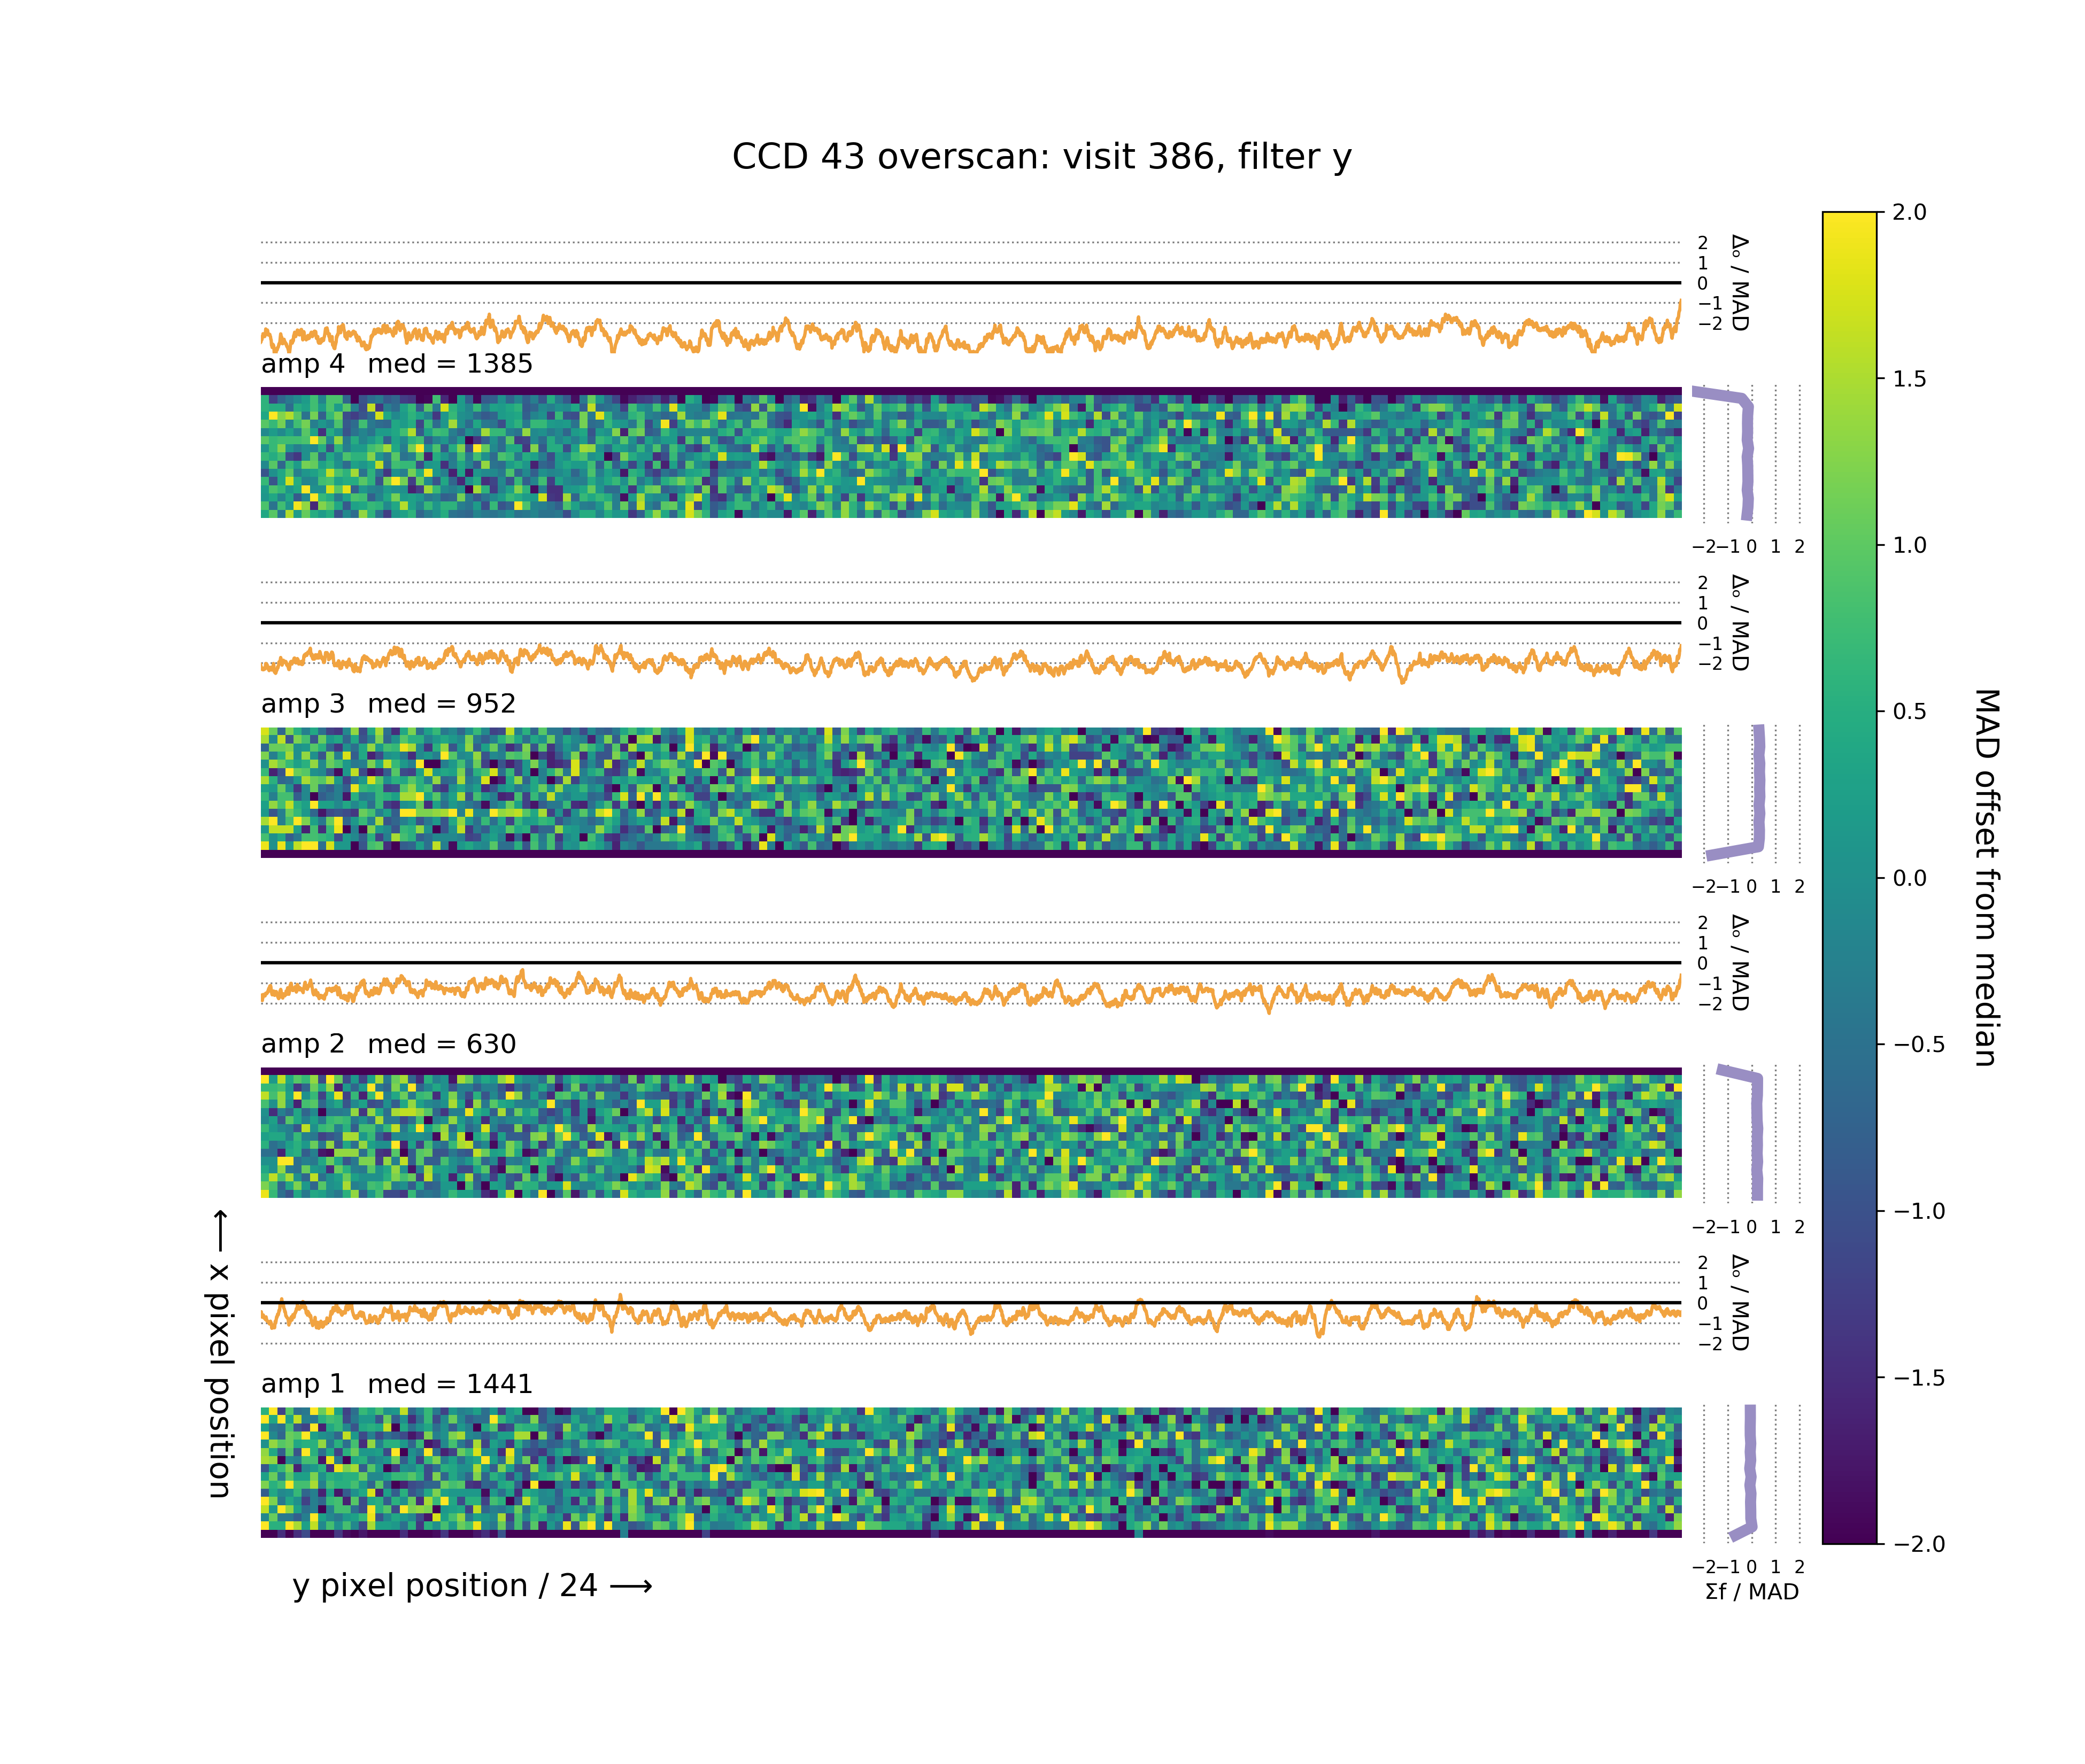 CCD 43 overscan: visit 386, filter y
2
1
0
−1
−2
Δₒ / MAD
amp 4 med = 1385
−2 −1 0 1 2
2
1
0
−1
−2
Δₒ / MAD
amp 3 med = 952
−2 −1 0 1 2
2
1
0
−1
−2
Δₒ / MAD
amp 2 med = 630
−2 −1 0 1 2
2
1
0
−1
−2
Δₒ / MAD
amp 1 med = 1441
−2 −1 0 1 2
Σf / MAD
x pixel position ⟶
y pixel position / 24 ⟶
2.0
1.5
1.0
0.5
0.0
−0.5
−1.0
−1.5
−2.0
MAD offset from median